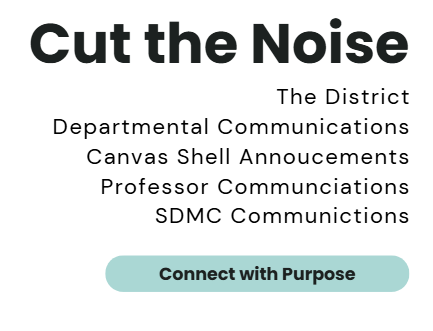 Cut the Noise
The District
Departmental Communications
Canvas Shell Annoucements
Professor Communciations
SDMC Communictions
Connect with Purpose